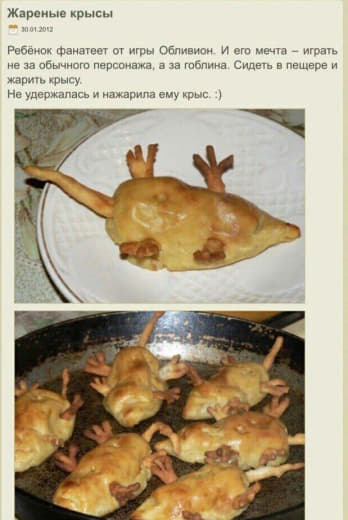 Жареные крысы
30.01.2012
Ребёнок фанатеет от игры Обливион. И его мечта – играть
не за обычного персонажа, а за гоблина. Сидеть в пещере и
жарить крысу.
Не удержалась и нажарила ему крыс. :)